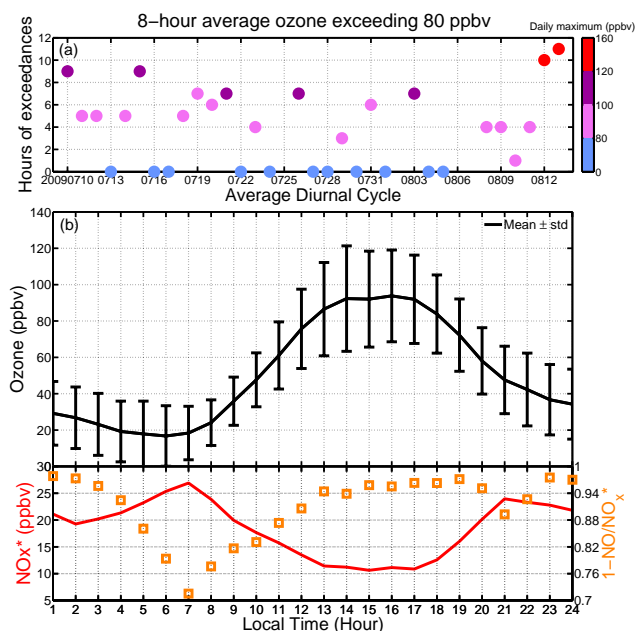 8−hour average ozone exceeding 80 ppbv
Daily maximum (ppbv)
(a)
Hours of exceedances
12
10
8
6
4
2
0
160
120
80
0
20090710 0713 0716 0719 0722 0725 0728 0731 0803 0806 0809 0812
Average Diurnal Cycle
(b)
Mean ± std
Ozone (ppbv)
140
120
100
80
60
40
20
30
25
20
15
10
5
NOx* (ppbv)
1
0.94
0.88
0.82
0.76
0.7
1−NO/NOx*
1 2 3 4 5 6 7 8 9 10 11 12 13 14 15 16 17 18 19 20 21 22 23 24
Local Time (Hour)